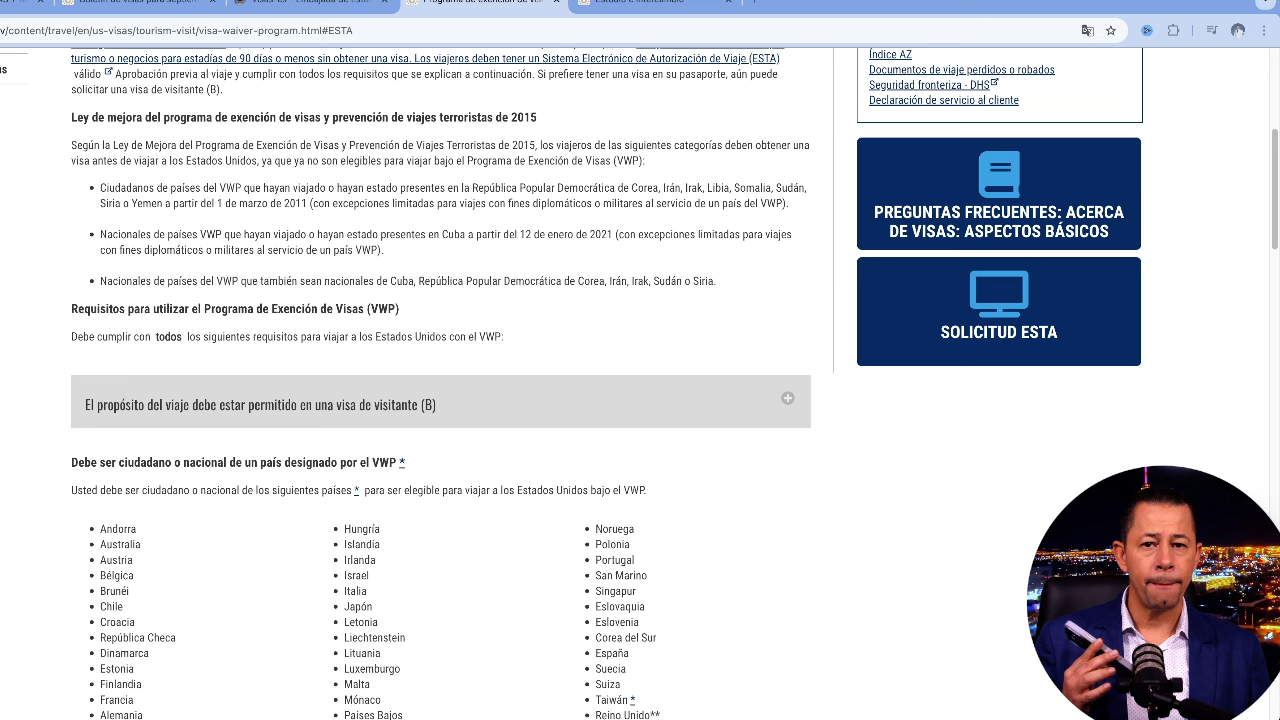 v/content/travel/en/us-visas/tourism-visit/visa-waiver-program.html#ESTA
turismo o negocios para estadías de 90 días o menos sin obtener una visa. Los viajeros deben tener un Sistema Electrónico de Autorización de Viaje (ESTA)
válido Aprobación previa al viaje y cumplir con todos los requisitos que se explican a continuación. Si prefiere tener una visa en su pasaporte, aún puede
solicitar una visa de visitante (B).
Ley de mejora del programa de exención de visas y prevención de viajes terroristas de 2015
Según la Ley de Mejora del Programa de Exención de Visas y Prevención de Viajes Terroristas de 2015, los viajeros de las siguientes categorías deben obtener una
visa antes de viajar a los Estados Unidos, ya que ya no son elegibles para viajar bajo el Programa de Exención de Visas (VWP):
Ciudadanos de países del VWP que hayan viajado o hayan estado presentes en la República Popular Democrática de Corea, Irán, Irak, Libia, Somalia, Sudán,
Siria o Yemen a partir del 1 de marzo de 2011 (con excepciones limitadas para viajes con fines diplomáticos o militares al servicio de un país del VWP).
Nacionales de países VWP que hayan viajado o hayan estado presentes en Cuba a partir del 12 de enero de 2021 (con excepciones limitadas para viajes
con fines diplomáticos o militares al servicio de un país VWP).
Nacionales de países del VWP que también sean nacionales de Cuba, República Popular Democrática de Corea, Irán, Irak, Sudán o Siria.
Requisitos para utilizar el Programa de Exención de Visas (VWP)
Debe cumplir con todos los siguientes requisitos para viajar a los Estados Unidos con el VWP:
El propósito del viaje debe estar permitido en una visa de visitante (B)
Debe ser ciudadano o nacional de un país designado por el VWP *
Usted debe ser ciudadano o nacional de los siguientes países * para ser elegible para viajar a los Estados Unidos bajo el VWP.
Andorra
Australia
Austria
Bélgica
Brunéi
Chile
Croacia
República Checa
Dinamarca
Estonia
Finlandia
Francia
Alemania
Hungría
Islandia
Irlanda
Israel
Italia
Japón
Letonia
Liechtenstein
Lituania
Luxemburgo
Malta
Mónaco
Países Bajos
Noruega
Polonia
Portugal
San Marino
Singapur
Eslovaquia
Eslovenia
Corea del Sur
España
Suecia
Suiza
Taiwán *
Reino Unido**
Índice AZ
Documentos de viaje perdidos o robados
Seguridad fronteriza - DHS
Declaración de servicio al cliente
PREGUNTAS FRECUENTES: ACERCA
DE VISAS: ASPECTOS BÁSICOS
SOLICITUD ESTA